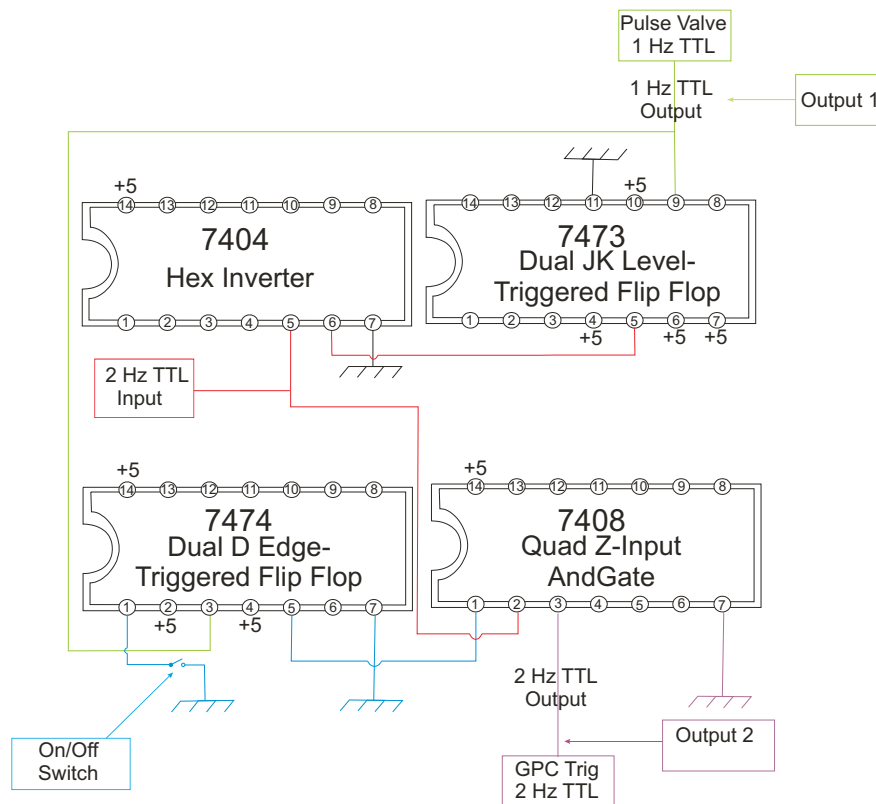 Pulse Valve
1 Hz TTL
1 Hz TTL
Output
Output 1
+5
14 13 12 11 10 9 8
7404
Hex Inverter
1 2 3 4 5 6 7
+5
14 13 12 11 10 9 8
7473
Dual JK Level-
Triggered Flip Flop
1 2 3 4 5 6 7
+5 +5 +5
2 Hz TTL
Input
+5
14 13 12 11 10 9 8
7474
Dual D Edge-
Triggered Flip Flop
1 2 3 4 5 6 7
+5 +5
+5
14 13 12 11 10 9 8
7408
Quad Z-Input
AndGate
1 2 3 4 5 6 7
On/Off
Switch
2 Hz TTL
Output
Output 2
GPC Trig
2 Hz TTL